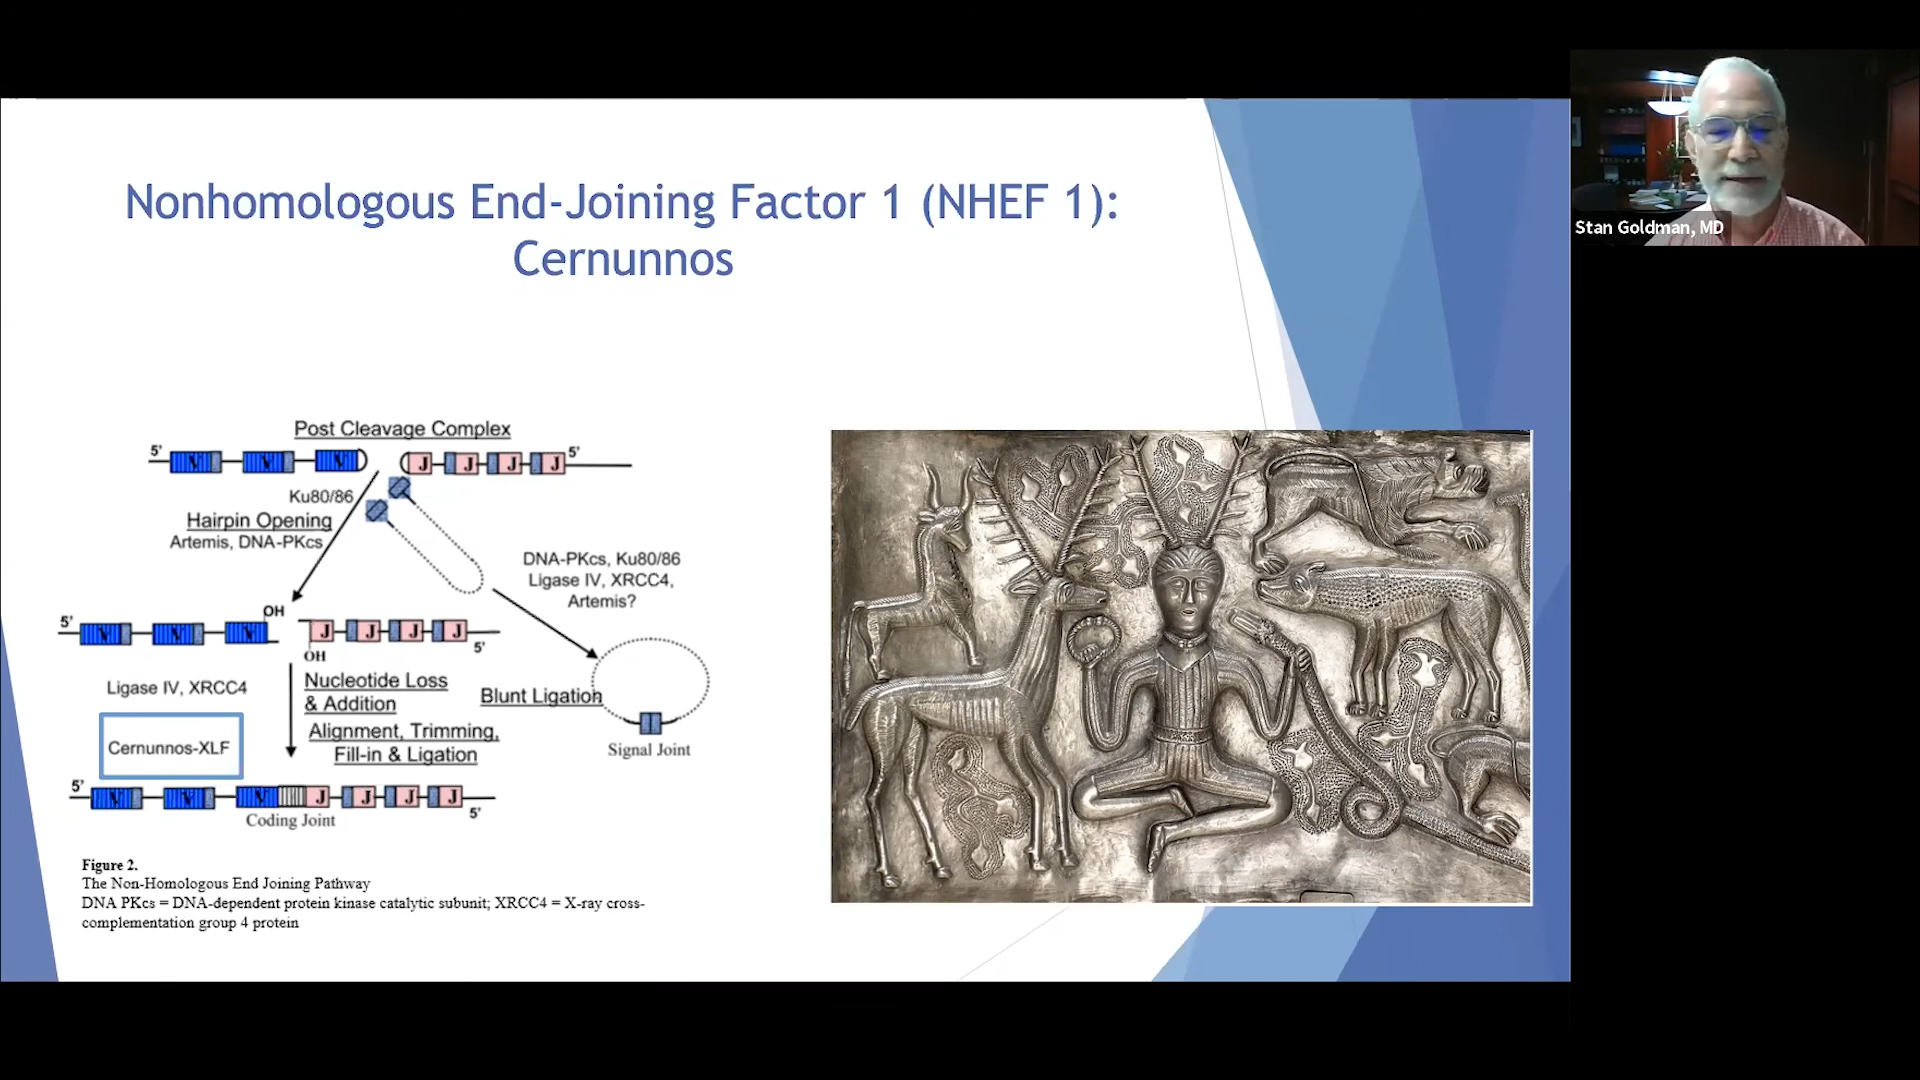 Nonhomologous End-Joining Factor 1 (NHEF 1):
Cernunnos
Stan Goldman, MD
Post Cleavage Complex
5' V V V J J J J 5'
Ku80/86
Hairpin Opening
Artemis, DNA-PKcs
DNA-PKcs, Ku80/86
Ligase IV, XRCC4,
Artemis?
OH
5' V V V J J J J 5'
OH
Ligase IV, XRCC4
Nucleotide Loss
& Addition
Blunt Ligation
Alignment, Trimming,
Fill-in & Ligation
Cernunnos-XLF
Signal Joint
5' V V V J J J J 5'
Coding Joint
Figure 2.
The Non-Homologous End Joining Pathway
DNA PKcs = DNA-dependent protein kinase catalytic subunit; XRCC4 = X-ray cross-
complementation group 4 protein